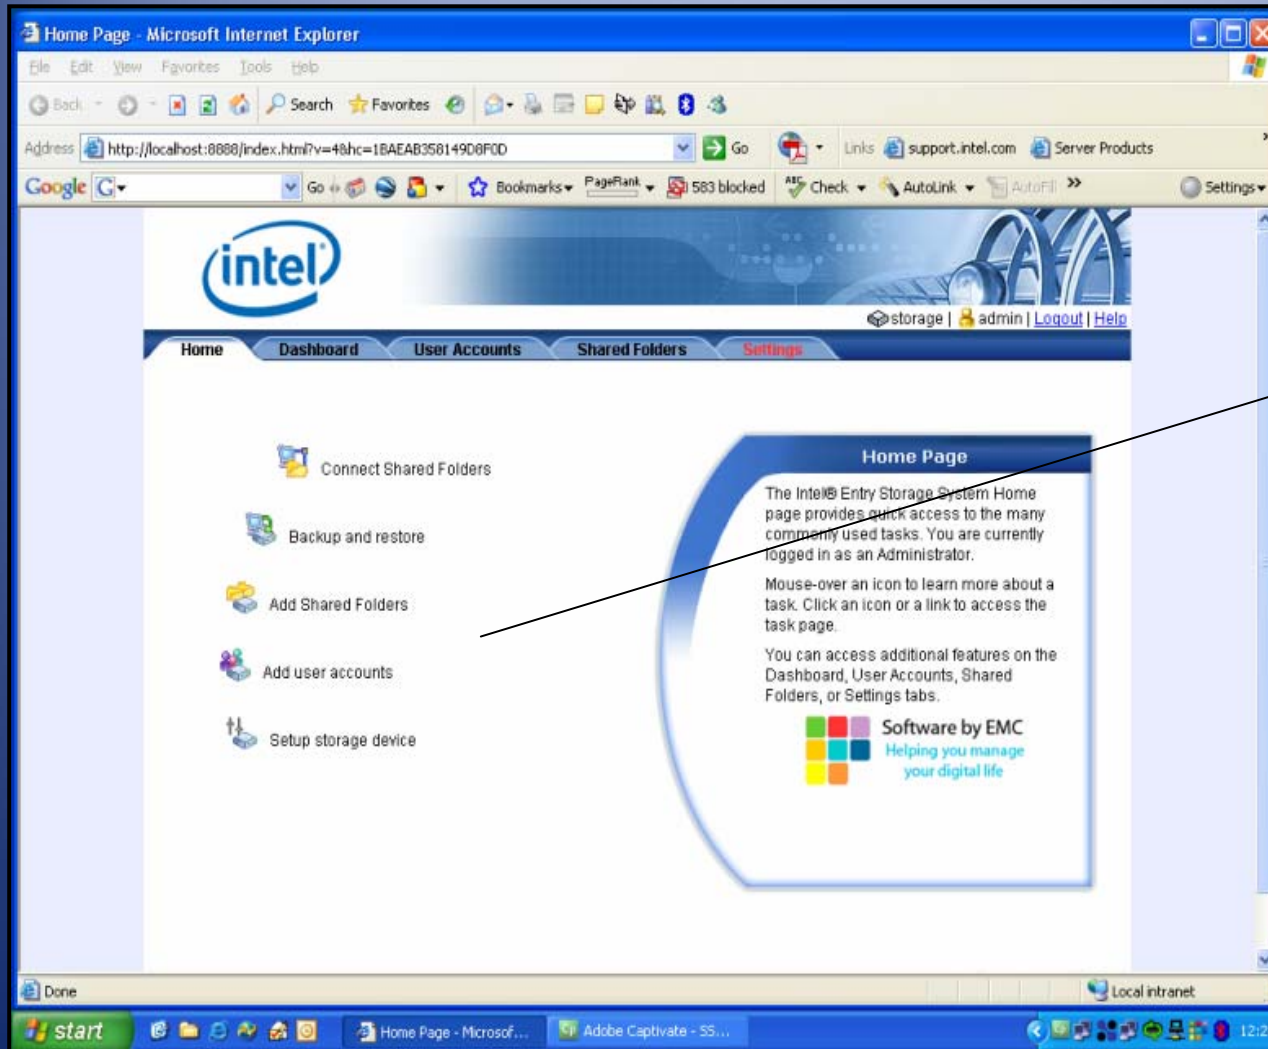 Home Page - Microsoft Internet Explorer
File Edit View Favorites Tools Help
Back Search Favorites
Address http://localhost:8888/index.html?v=4&hc=1BAEAB358149D8F0D Go Links support.intel.com Server Products
Google G Go Bookmarks PageRank 583 blocked ABC Check AutoLink AutoFill Settings
intel
storage | admin | Logout | Help
Home Dashboard User Accounts Shared Folders Settings
Connect Shared Folders
Backup and restore
Add Shared Folders
Add user accounts
Setup storage device
Home Page
The Intel® Entry Storage System Home
page provides quick access to the many
commonly used tasks. You are currently
logged in as an Administrator.
Mouse-over an icon to learn more about a
task. Click an icon or a link to access the
task page.
You can access additional features on the
Dashboard, User Accounts, Shared
Folders, or Settings tabs.
Software by EMC
Helping you manage
your digital life
Done Local intranet
start Home Page - Microsof... Adobe Captivate - SS... 12:2